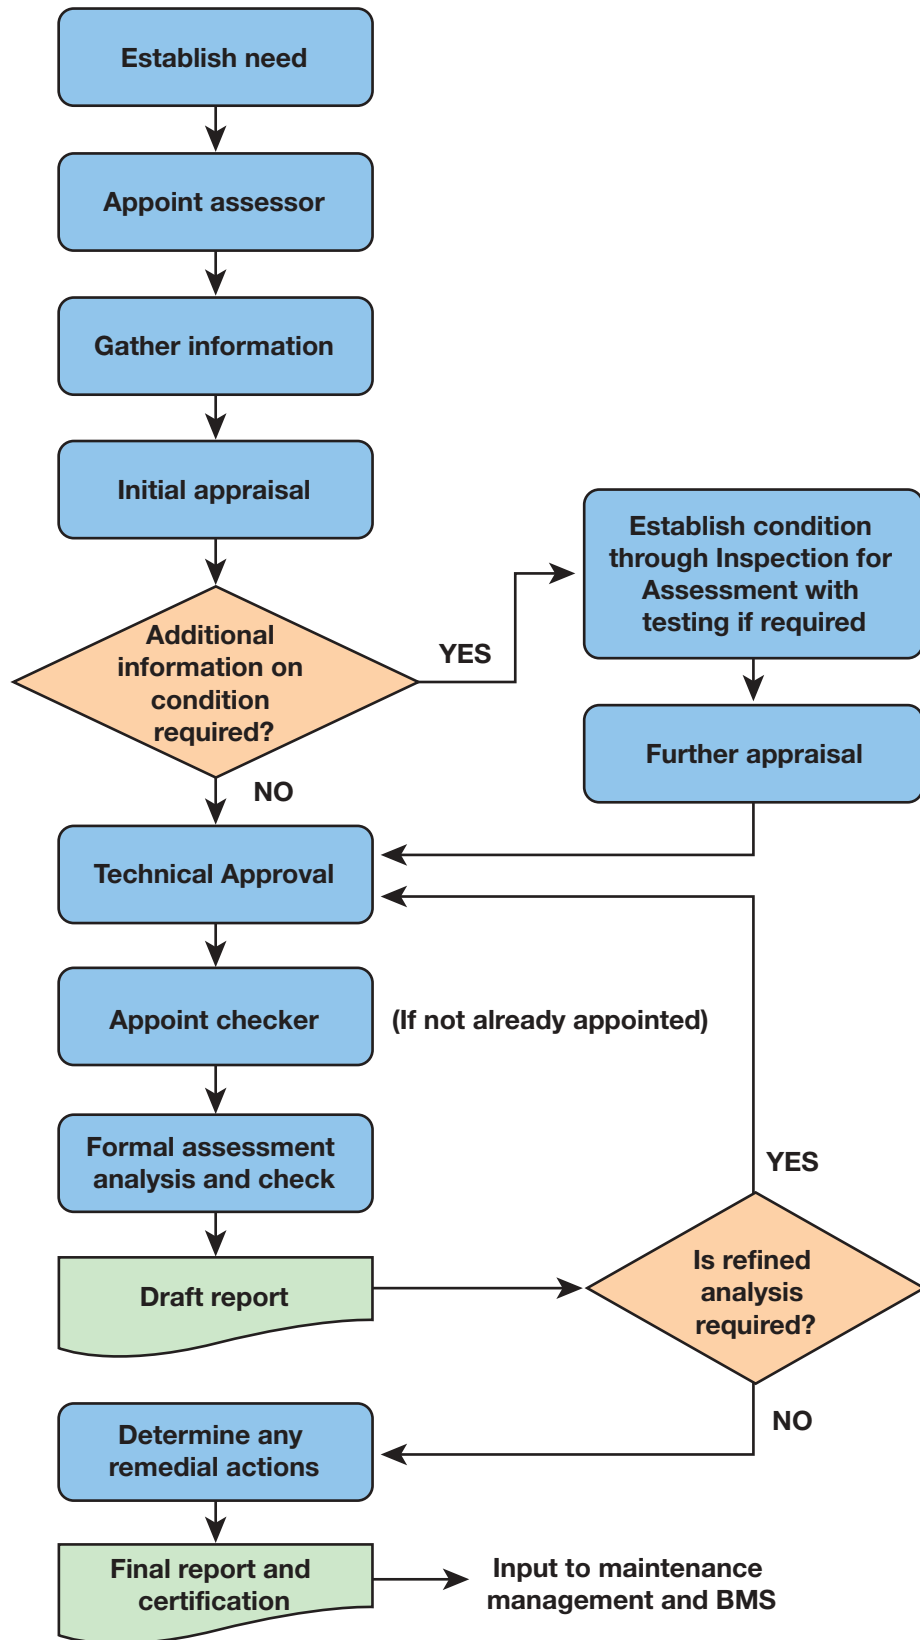 Establish need
Appoint assessor
Gather information
Initial appraisal
Additional
information on
condition
required?
YES
Establish condition
through Inspection for
Assessment with
testing if required
Further appraisal
NO
Technical Approval
Appoint checker
(If not already appointed)
Formal assessment
analysis and check
Draft report
YES
Is refined
analysis
required?
NO
Determine any
remedial actions
Final report and
certification
Input to maintenance
management and BMS